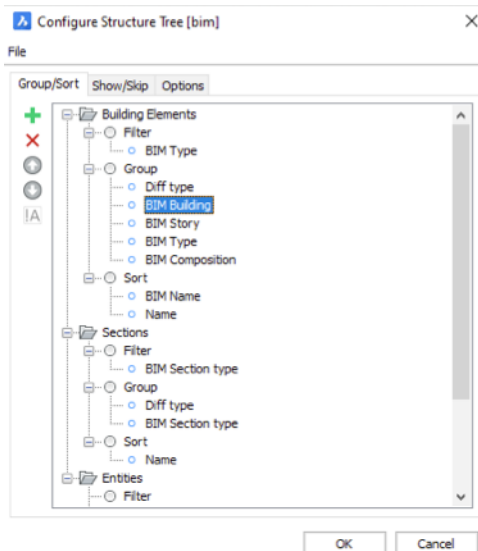 Configure Structure Tree [bim]
File
Group/Sort Show/Skip Options
Building Elements
Filter
BIM Type
Group
Diff type
BIM Building
BIM Story
BIM Type
BIM Composition
Sort
BIM Name
Name
Sections
Filter
BIM Section type
Group
Diff type
BIM Section type
Sort
Name
Entities
Filter
!A
OK Cancel